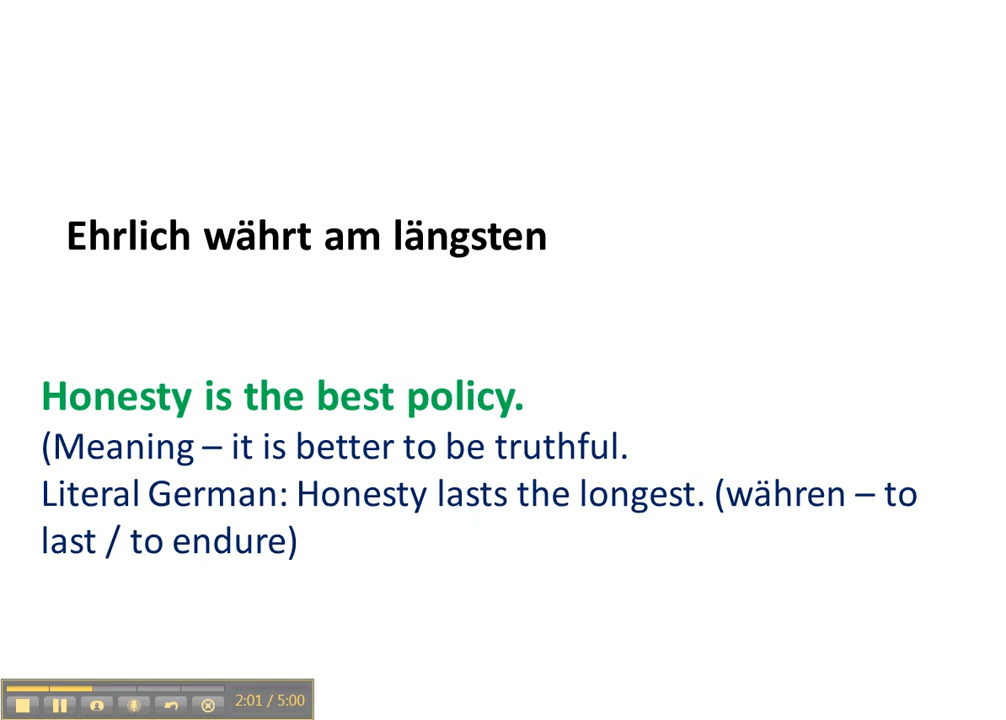 Ehrlich währt am längsten
Honesty is the best policy.
(Meaning – it is better to be truthful.
Literal German: Honesty lasts the longest. (währen – to
last / to endure)
2:01 / 5:00